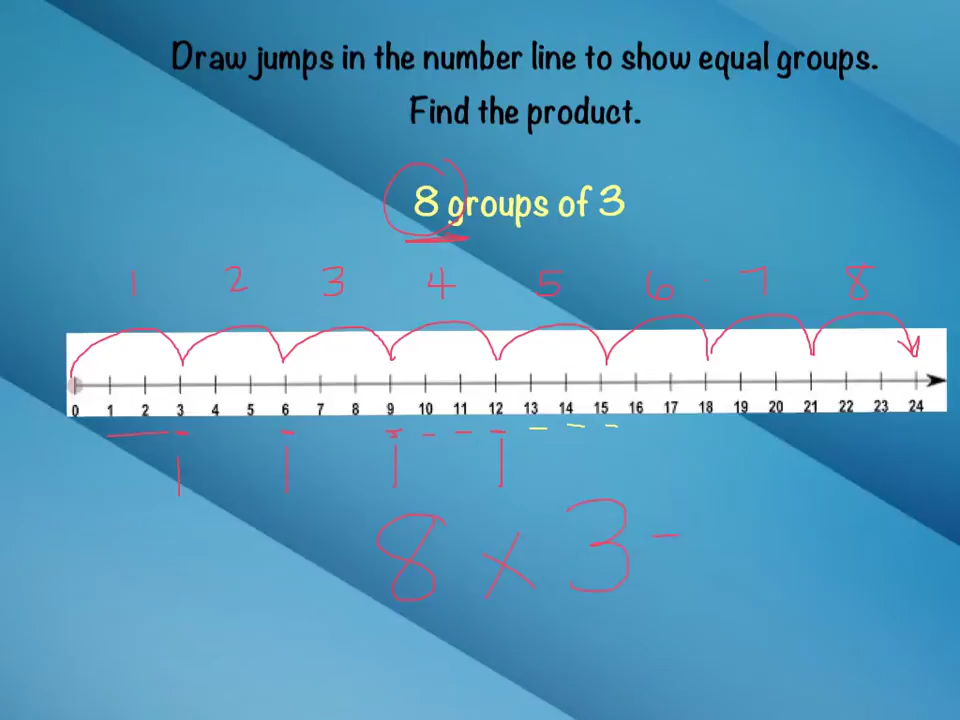 Draw jumps in the number line to show equal groups.
Find the product.
8 groups of 3
1 2 3 4 5 6 7 8
0 1 2 3 4 5 6 7 8 9 10 11 12 13 14 15 16 17 18 19 20 21 22 23 24
8 x 3 -